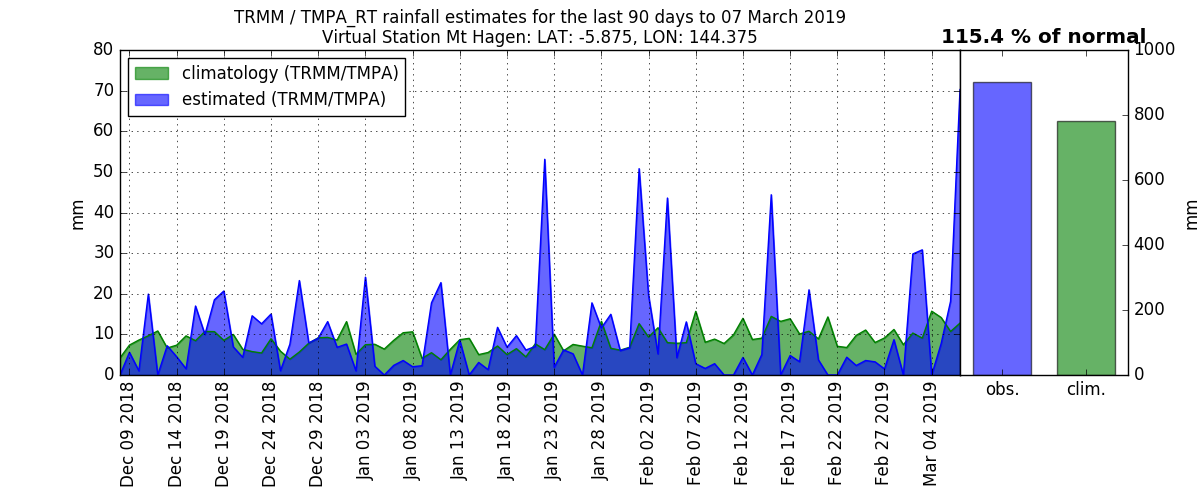 TRMM / TMPA_RT rainfall estimates for the last 90 days to 07 March 2019
Virtual Station Mt Hagen: LAT: -5.875, LON: 144.375
115.4 % of normal
climatology (TRMM/TMPA)
estimated (TRMM/TMPA)
mm
80
70
60
50
40
30
20
10
0
Dec 09 2018
Dec 14 2018
Dec 19 2018
Dec 24 2018
Dec 29 2018
Jan 03 2019
Jan 08 2019
Jan 13 2019
Jan 18 2019
Jan 23 2019
Jan 28 2019
Feb 02 2019
Feb 07 2019
Feb 12 2019
Feb 17 2019
Feb 22 2019
Feb 27 2019
Mar 04 2019
obs.
clim.
1000
800
600
400
200
0
mm